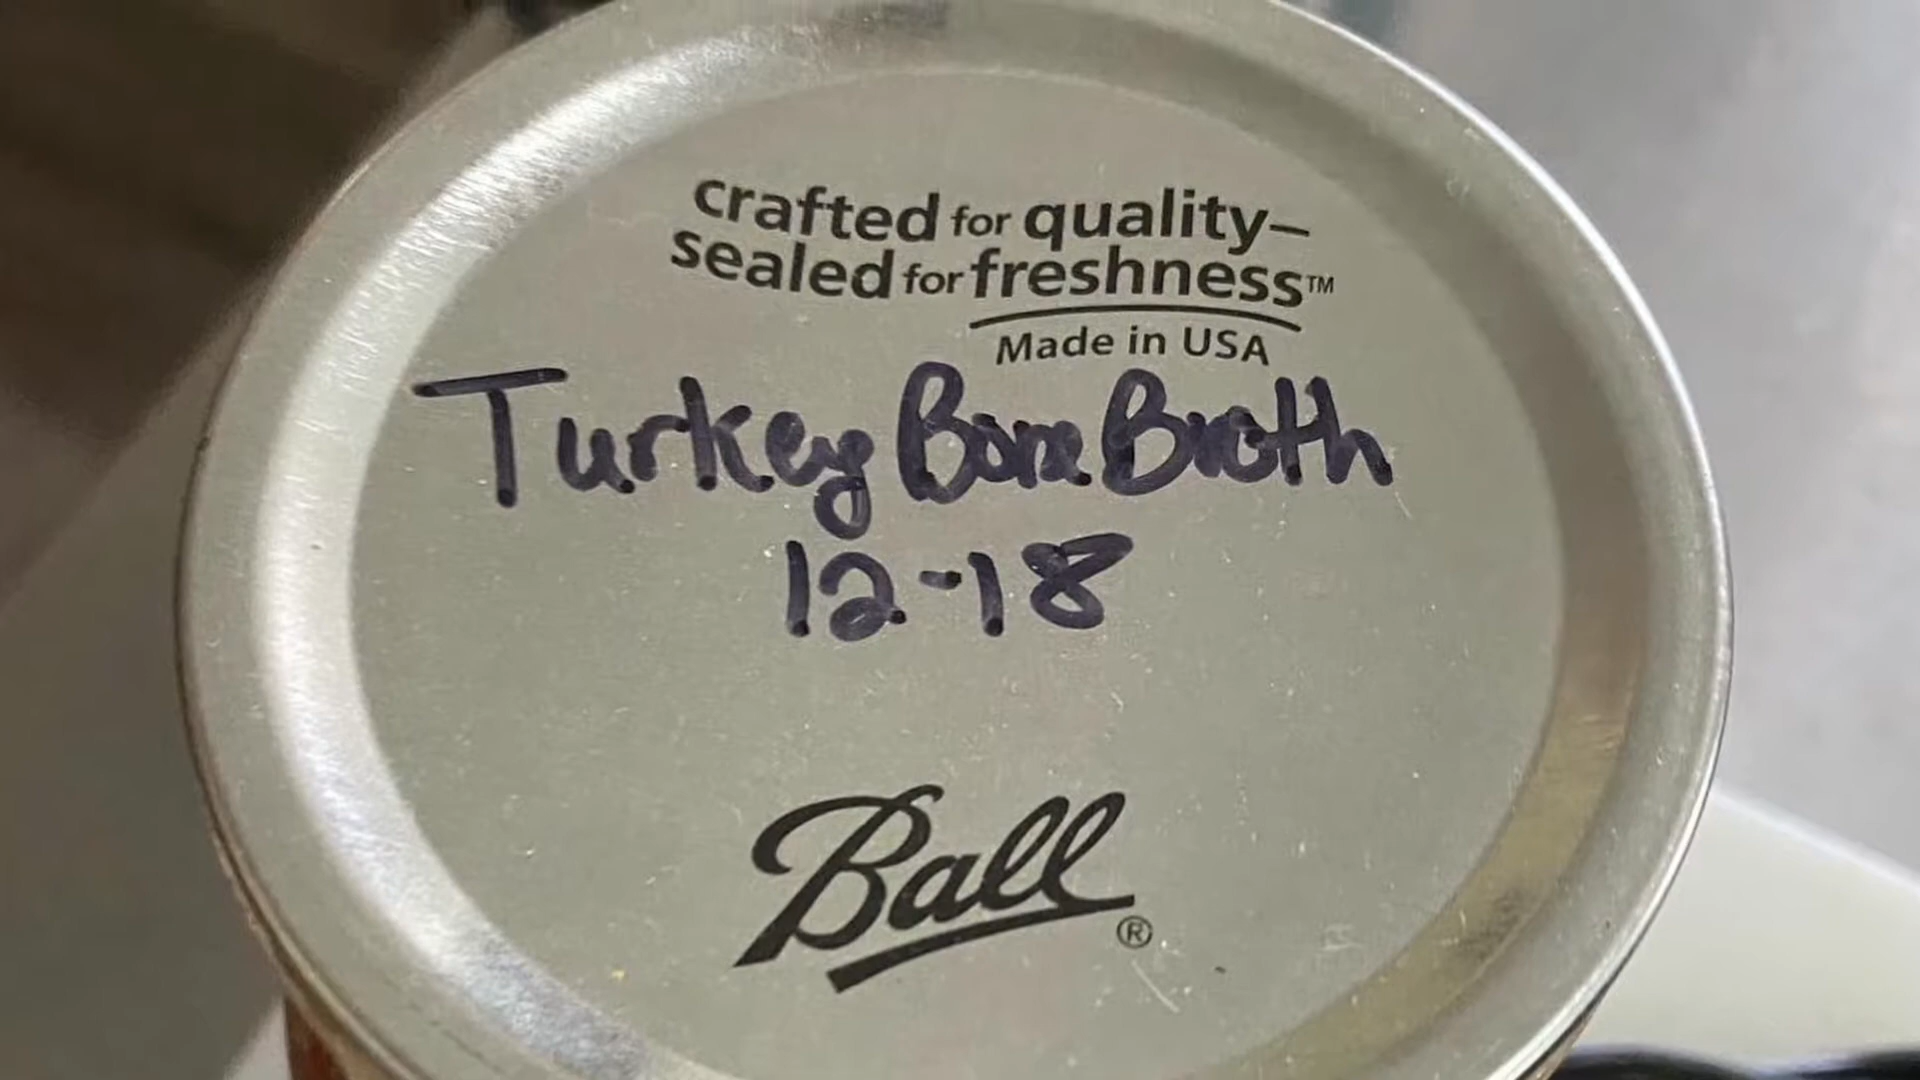 crafted for quality–
sealed for freshness™
Made in USA
Turkey Bone Broth
12-18
Ball®